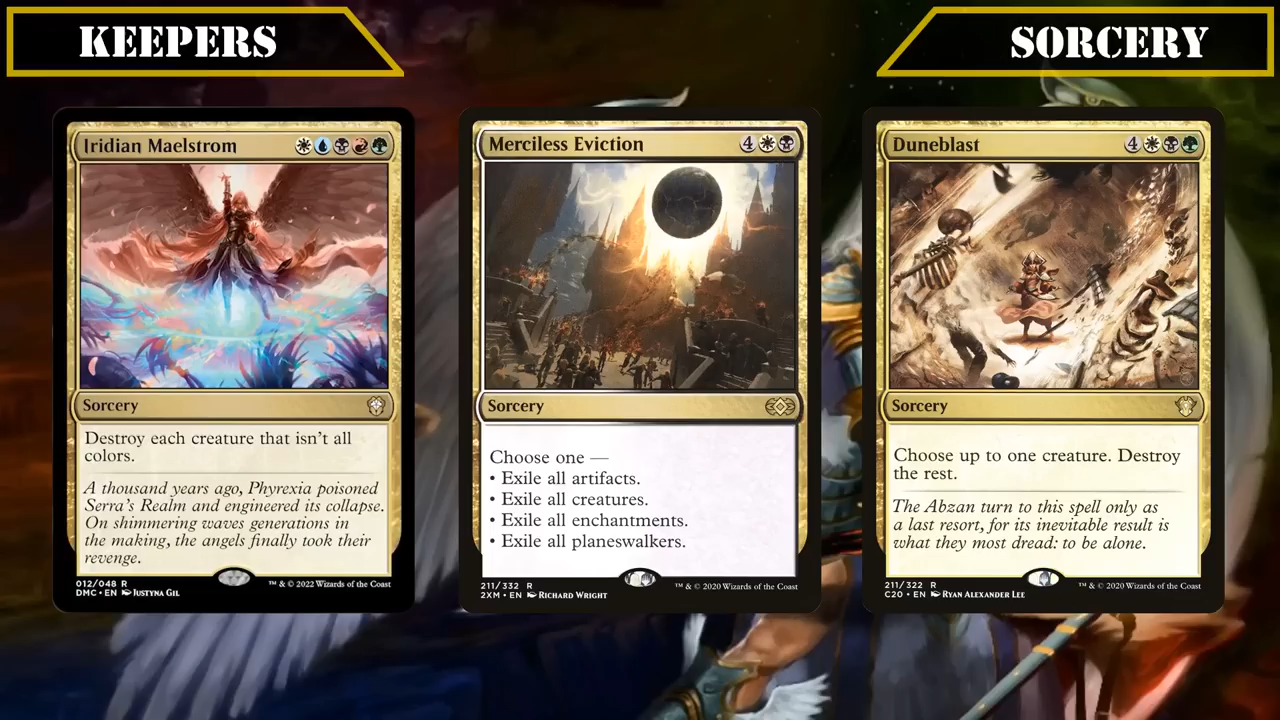 KEEPERS
SORCERY
Iridian Maelstrom
Sorcery
Destroy each creature that isn't all
colors.
A thousand years ago, Phyrexia poisoned
Serra's Realm and engineered its collapse.
On shimmering waves generations in
the making, the angels finally took their
revenge.
012/048 R
DMC • EN Justyna Gil
™ & © 2022 Wizards of the Coast
Merciless Eviction
4
Sorcery
Choose one —
• Exile all artifacts.
• Exile all creatures.
• Exile all enchantments.
• Exile all planeswalkers.
211/332 R
2XM • EN Richard Wright
™ & © 2020 Wizards of the Coast
Duneblast
4
Sorcery
Choose up to one creature. Destroy
the rest.
The Abzan turn to this spell only as
a last resort, for its inevitable result is
what they most dread: to be alone.
211/322 R
C20 • EN Ryan Alexander Lee
™ & © 2020 Wizards of the Coast